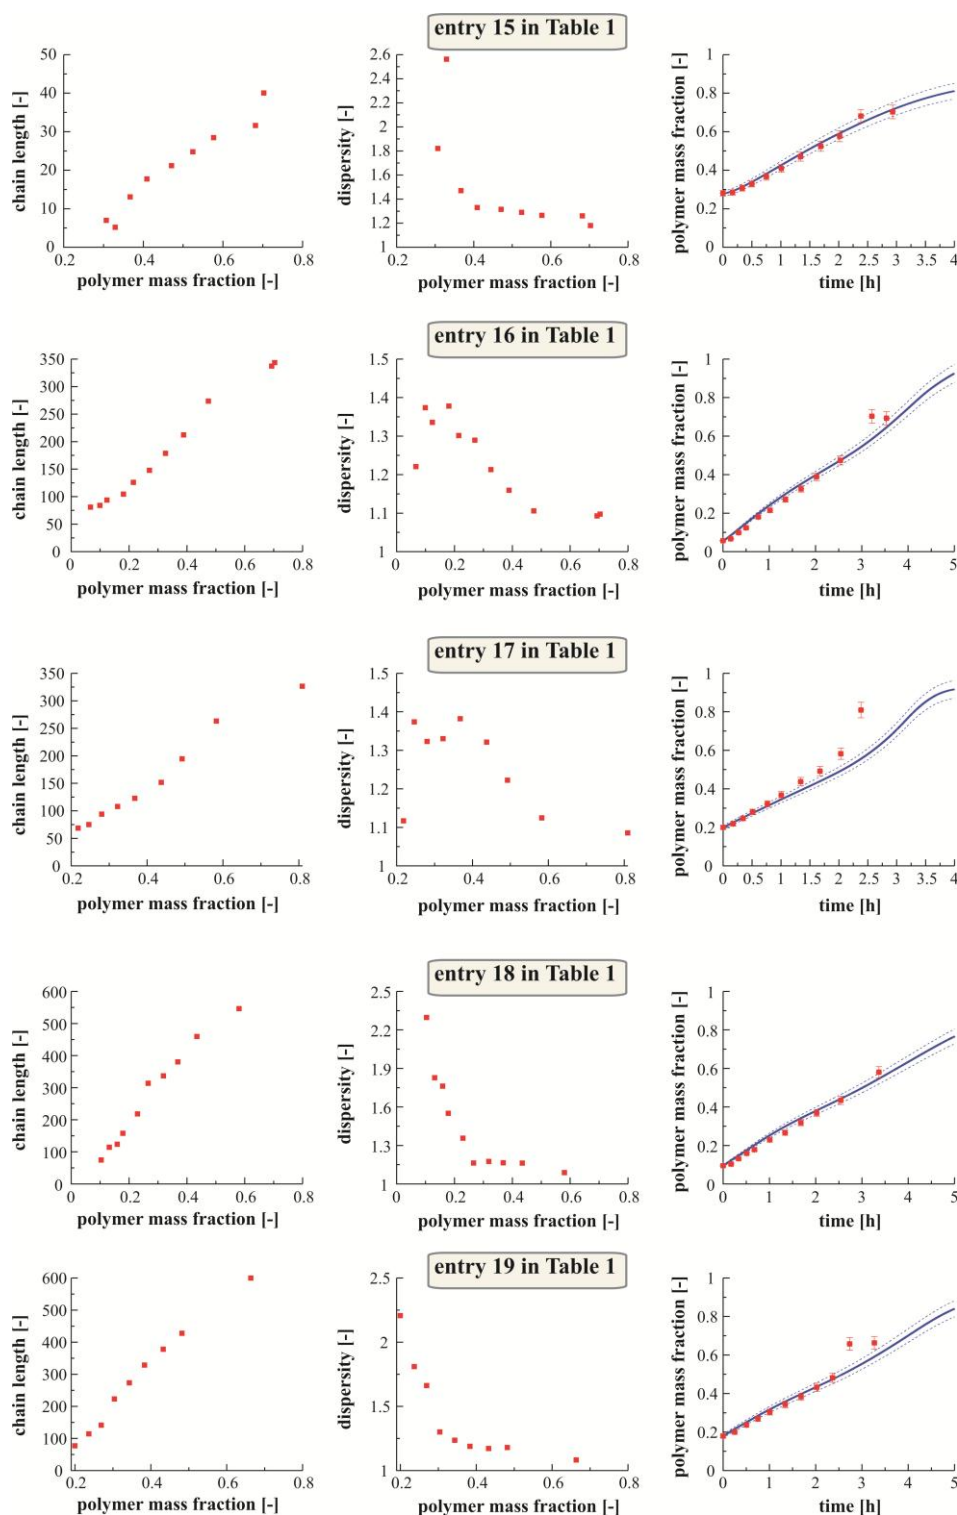 entry 15 in Table 1
chain length [-]
50
40
30
20
10
0
0.2 0.4 0.6 0.8
polymer mass fraction [-]
dispersity [-]
2.6
2.4
2.2
2
1.8
1.6
1.4
1.2
1
0.2 0.4 0.6 0.8
polymer mass fraction [-]
polymer mass fraction [-]
1
0.8
0.6
0.4
0.2
0
0 0.5 1 1.5 2 2.5 3 3.5 4
time [h]
entry 16 in Table 1
chain length [-]
350
300
250
200
150
100
50
0
0 0.2 0.4 0.6 0.8
polymer mass fraction [-]
dispersity [-]
1.5
1.4
1.3
1.2
1.1
1
0 0.2 0.4 0.6 0.8
polymer mass fraction [-]
polymer mass fraction [-]
1
0.8
0.6
0.4
0.2
0
0 1 2 3 4 5
time [h]
entry 17 in Table 1
chain length [-]
350
300
250
200
150
100
50
0
0.2 0.4 0.6 0.8
polymer mass fraction [-]
dispersity [-]
1.5
1.4
1.3
1.2
1.1
1
0.2 0.4 0.6 0.8
polymer mass fraction [-]
polymer mass fraction [-]
1
0.8
0.6
0.4
0.2
0
0 0.5 1 1.5 2 2.5 3 3.5 4
time [h]
entry 18 in Table 1
chain length [-]
600
500
400
300
200
100
0
0 0.2 0.4 0.6 0.8
polymer mass fraction [-]
dispersity [-]
2.5
2.2
1.9
1.6
1.3
1
0 0.2 0.4 0.6 0.8
polymer mass fraction [-]
polymer mass fraction [-]
1
0.8
0.6
0.4
0.2
0
0 1 2 3 4 5
time [h]
entry 19 in Table 1
chain length [-]
600
500
400
300
200
100
0
0.2 0.4 0.6 0.8
polymer mass fraction [-]
dispersity [-]
2.5
2
1.5
1
0.2 0.4 0.6 0.8
polymer mass fraction [-]
polymer mass fraction [-]
1
0.8
0.6
0.4
0.2
0
0 1 2 3 4 5
time [h]